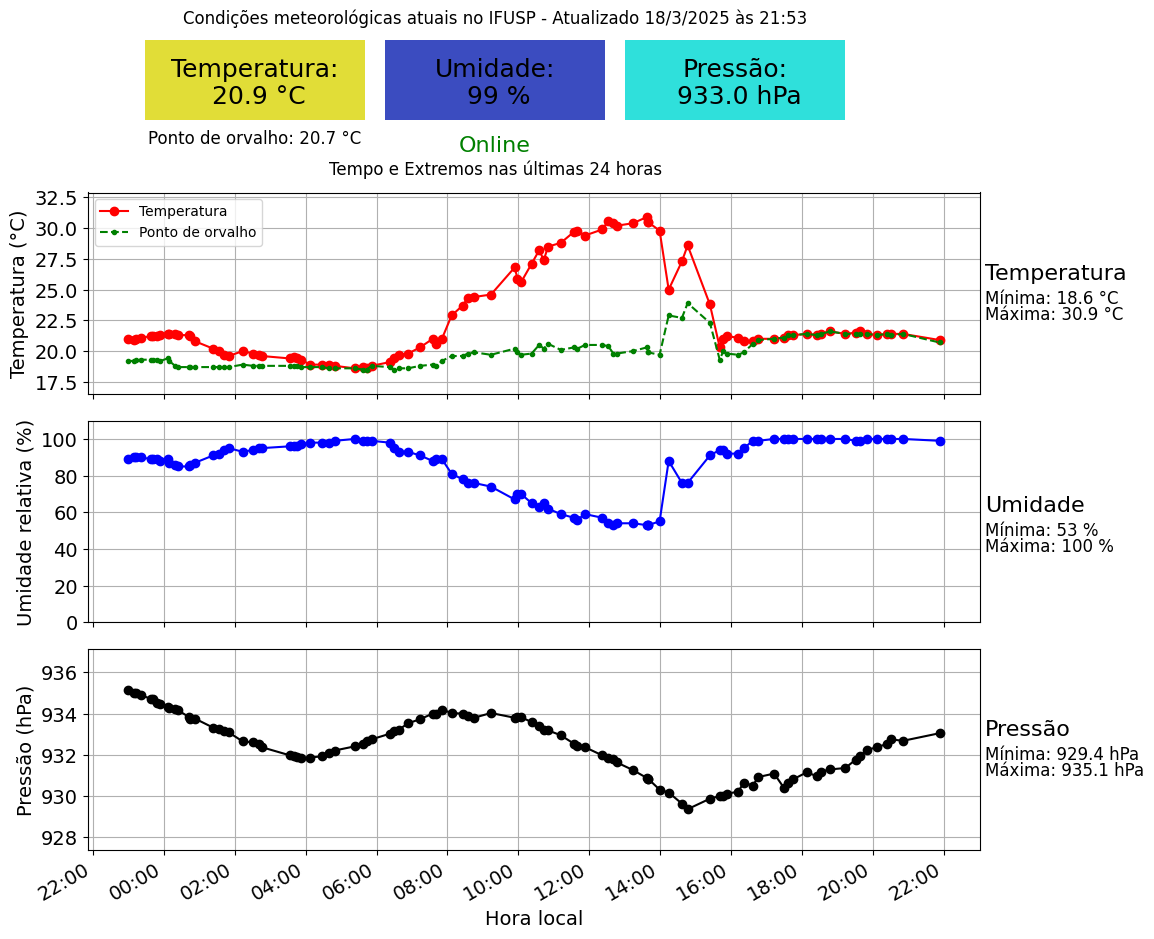 Condições meteorológicas atuais no IFUSP - Atualizado 18/3/2025 às 21:53
Temperatura:
20.9 °C
Umidade:
99 %
Pressão:
933.0 hPa
Ponto de orvalho: 20.7 °C
Online
Tempo e Extremos nas últimas 24 horas
Temperatura (°C)
32.5
30.0
27.5
25.0
22.5
20.0
17.5
Temperatura
Ponto de orvalho
Temperatura
Mínima: 18.6 °C
Máxima: 30.9 °C
Umidade relativa (%)
100
80
60
40
20
0
Umidade
Mínima: 53 %
Máxima: 100 %
Pressão (hPa)
936
934
932
930
928
Pressão
Mínima: 929.4 hPa
Máxima: 935.1 hPa
22:00 00:00 02:00 04:00 06:00 08:00 10:00 12:00 14:00 16:00 18:00 20:00 22:00
Hora local